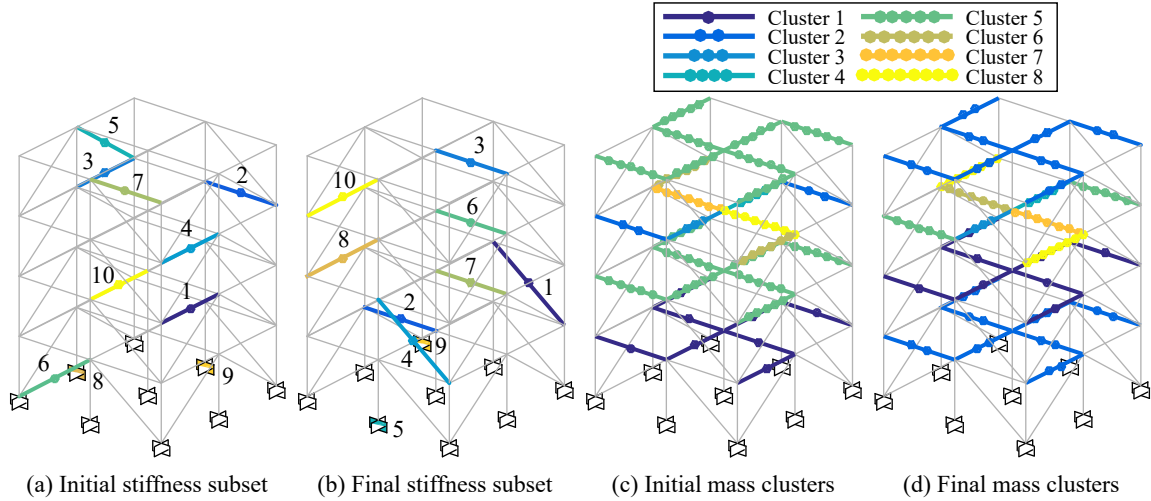 Cluster 1
Cluster 2
Cluster 3
Cluster 4
Cluster 5
Cluster 6
Cluster 7
Cluster 8
5
3
7
2
4
10
1
6
8
9
3
10
6
8
7
1
2
4
9
5
(a) Initial stiffness subset
(b) Final stiffness subset
(c) Initial mass clusters
(d) Final mass clusters